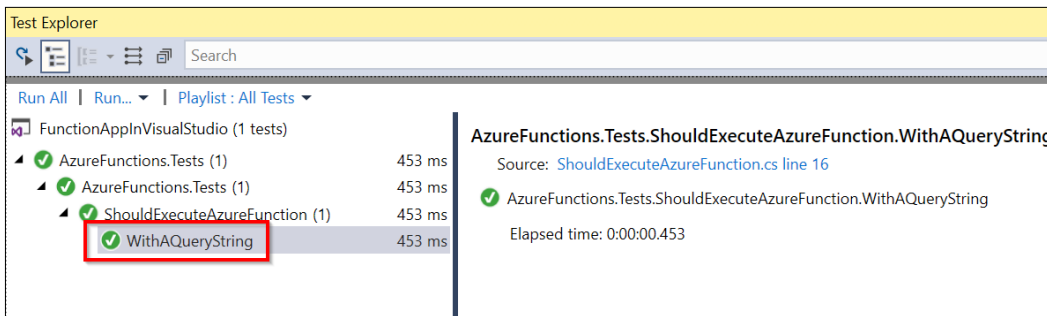 Test Explorer
Search
Run All | Run... | Playlist : All Tests
FunctionAppInVisualStudio (1 tests)
AzureFunctions.Tests (1) 453 ms
AzureFunctions.Tests (1) 453 ms
ShouldExecuteAzureFunction (1) 453 ms
WithAQueryString 453 ms
AzureFunctions.Tests.ShouldExecuteAzureFunction.WithAQueryString
Source: ShouldExecuteAzureFunction.cs line 16
AzureFunctions.Tests.ShouldExecuteAzureFunction.WithAQueryString
Elapsed time: 0:00:00.453